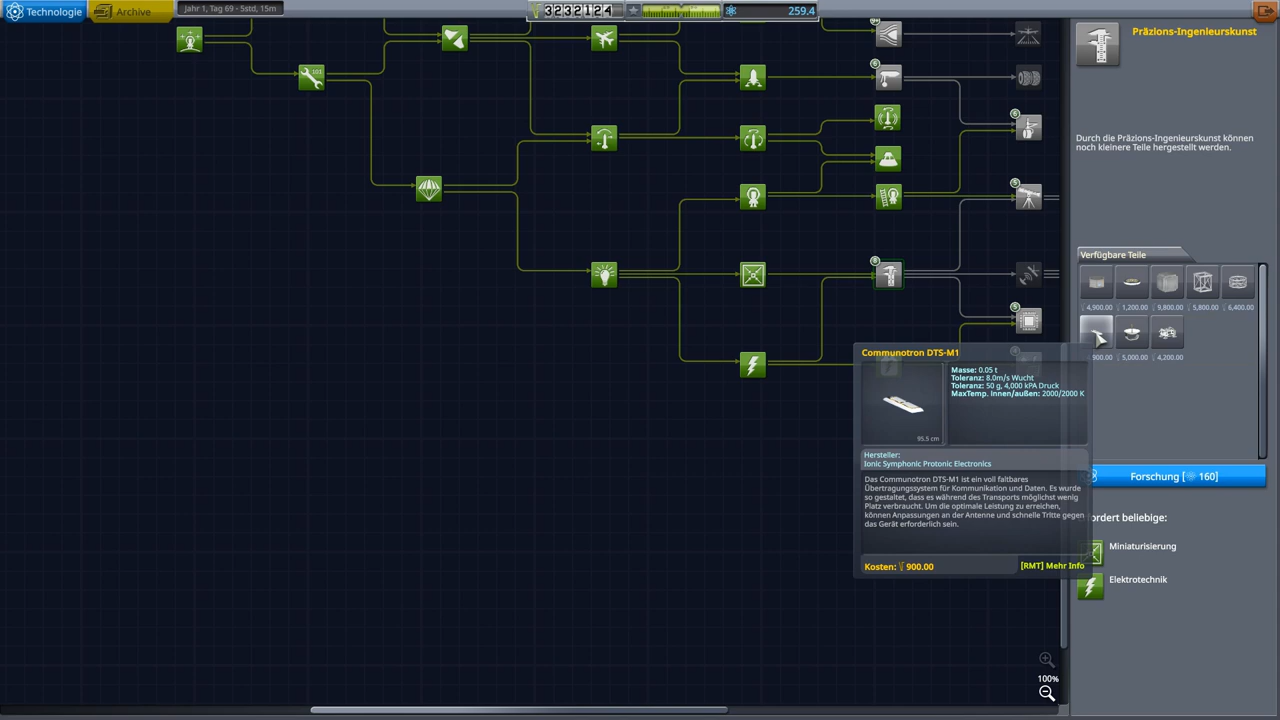 Technologie
Archive
Jahr 1, Tag 69 - 5std, 15m
3232124
259.4
101
6
6
6
5
8
5
Präzions-Ingenieurskunst
Durch die Präzions-Ingenieurskunst können
noch kleinere Teile hergestellt werden.
Verfügbare Teile
4,900.00
1,200.00
9,800.00
5,800.00
6,400.00
900.00
5,000.00
4,200.00
Communotron DTS-M1
Masse: 0.05 t
Toleranz: 8.0m/s Wucht
Toleranz: 50 g, 4,000 kPA Druck
MaxTemp. Innen/außen: 2000/2000 K
95.5 cm
Hersteller:
Ionic Symphonic Protonic Electronics
Das Communotron DTS-M1 ist ein voll faltbares
Übertragungssystem für Kommunikation und Daten. Es wurde
so gestaltet, dass es während des Transports möglichst wenig
Platz verbraucht. Um die optimale Leistung zu erreichen,
können Anpassungen an der Antenne und schnelle Tritte gegen
das Gerät erforderlich sein.
Kosten: 900.00
[RMT] Mehr Info
Forschung [160]
ordert beliebige:
Miniaturisierung
Elektrotechnik
100%